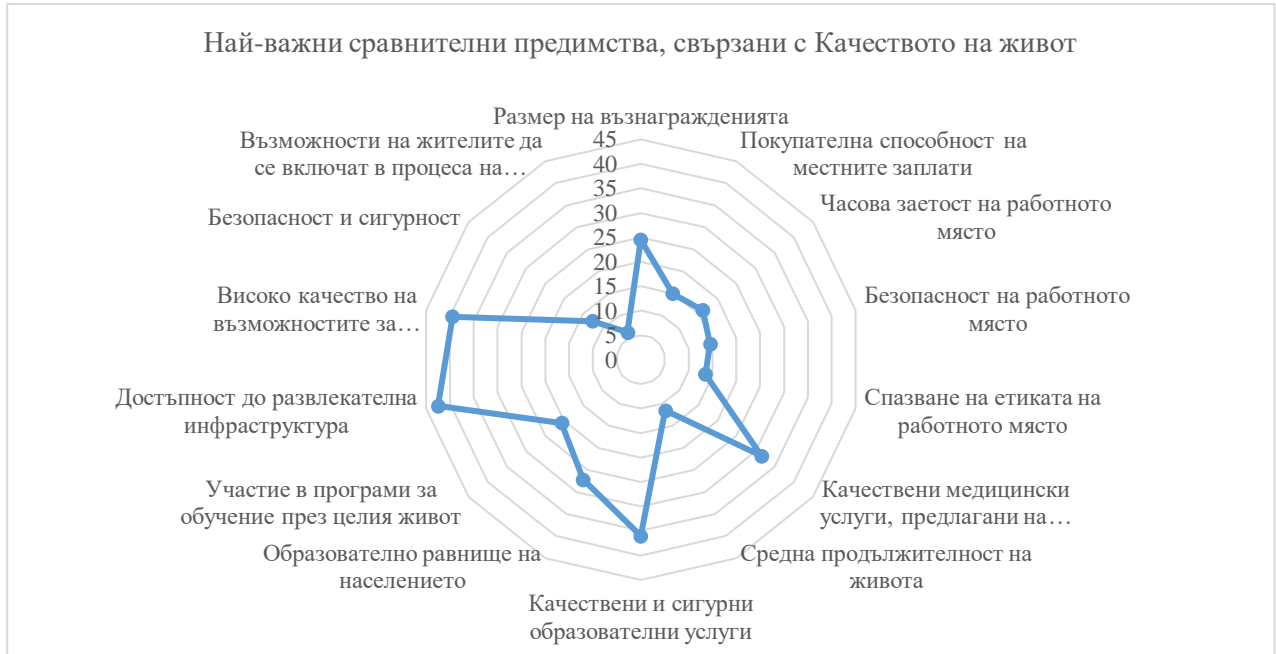 Най-важни сравнителни предимства, свързани с Качеството на живот
Размер на възнагражденията
Покупателна способност на
местните заплати
Часова заетост на работното
място
Безопасност на работното
място
Спазване на етиката на
работното място
Качествени медицински
услуги, предлагани на…
Средна продължителност на
живота
Качествени и сигурни
образователни услуги
Образователно равнище на
населението
Участие в програми за
обучение през целия живот
Достъпност до развлекателна
инфраструктура
Високо качество на
възможностите за…
Безопасност и сигурност
Възможности на жителите да
се включат в процеса на…
45
40
35
30
25
20
15
10
5
0